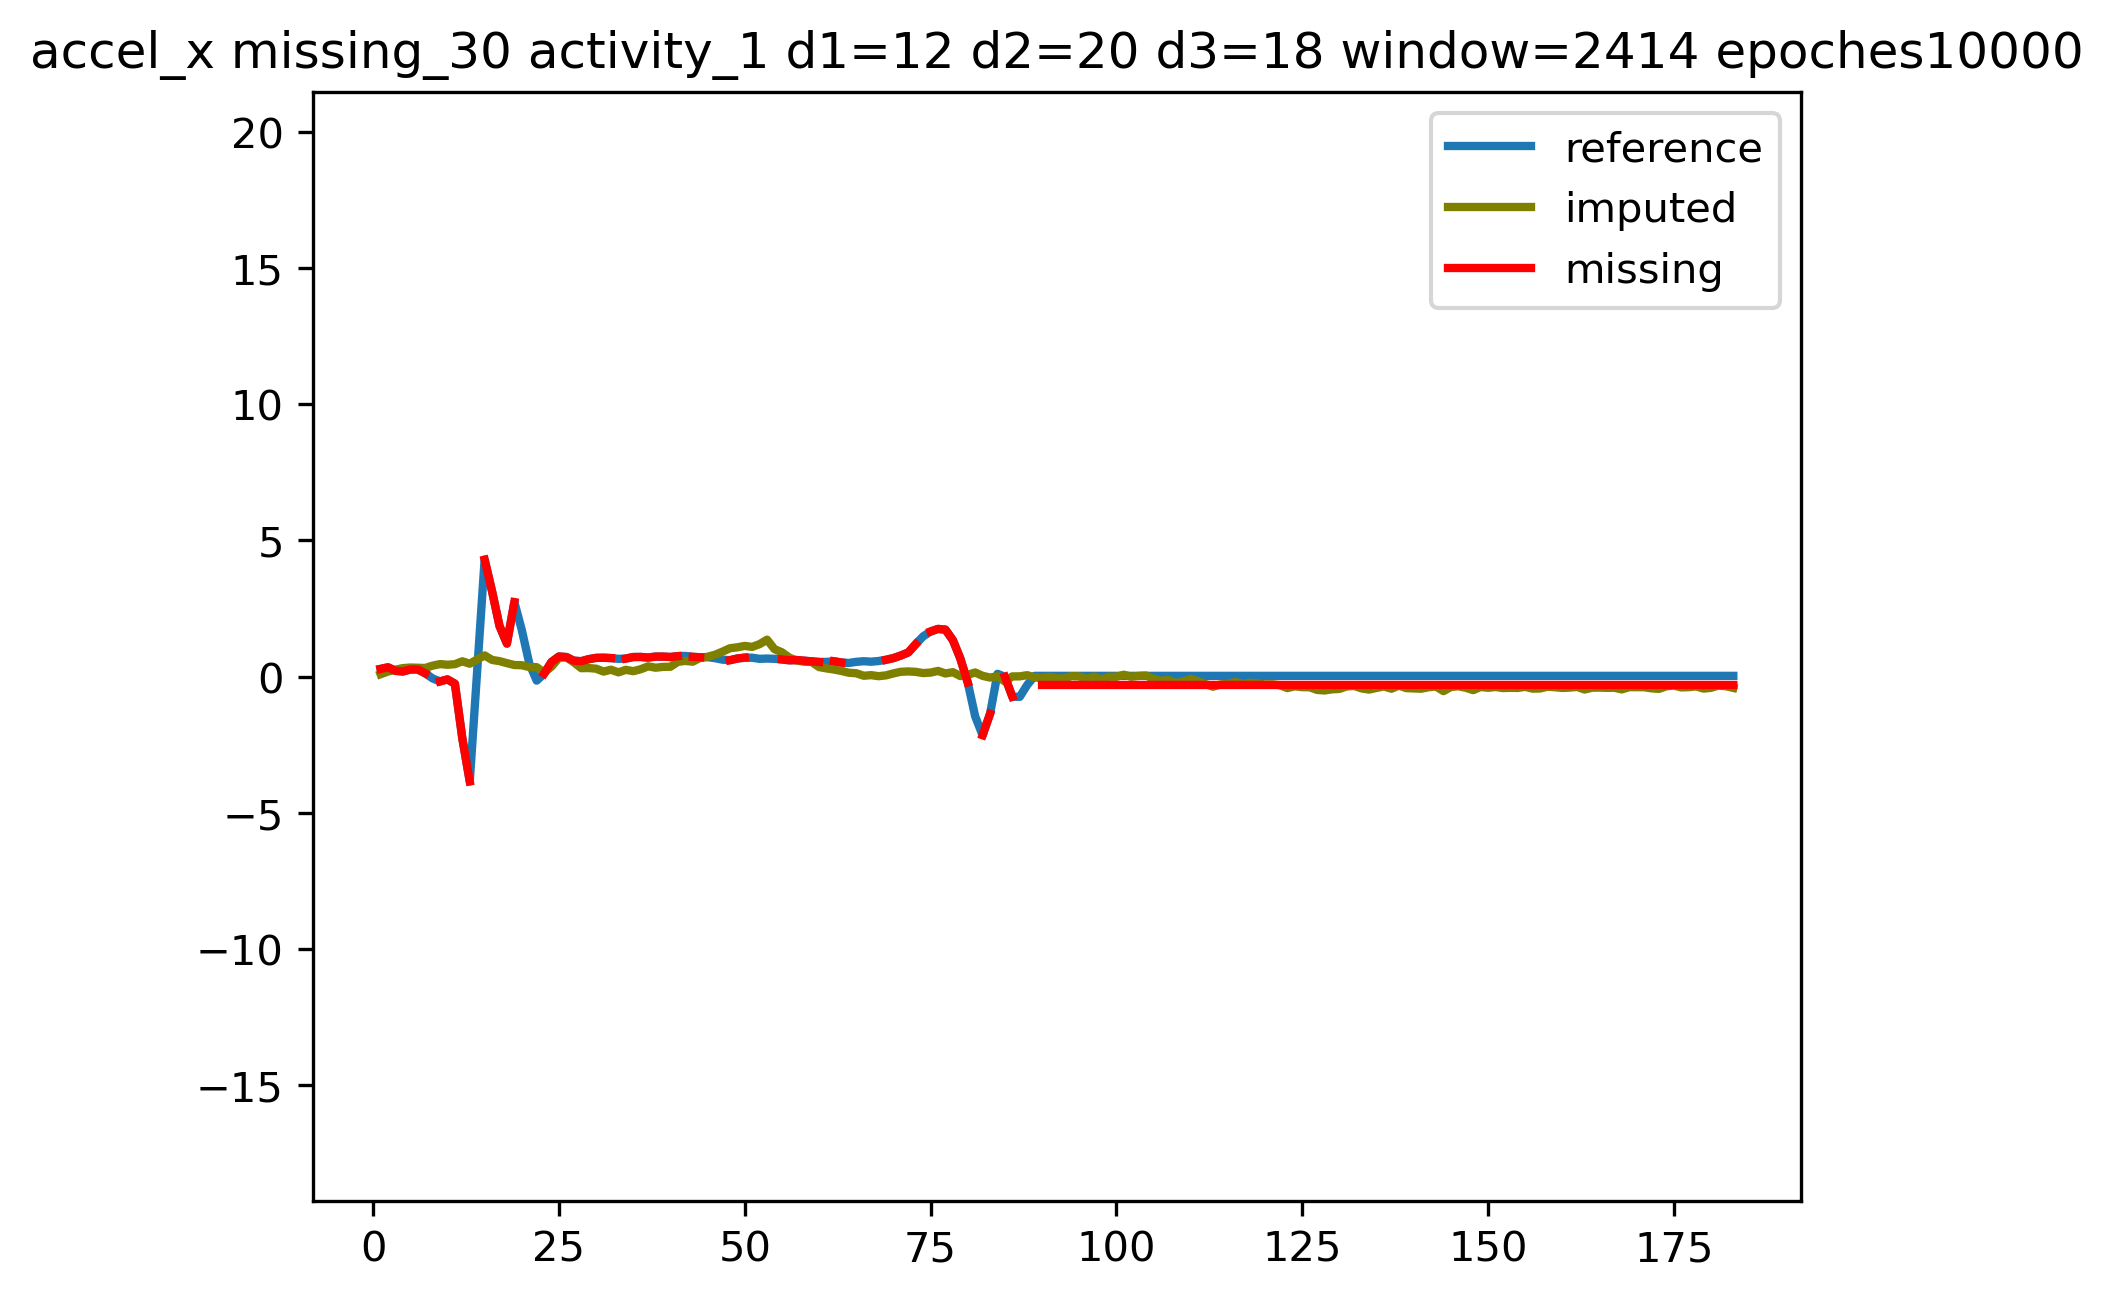 accel_x missing_30 activity_1 d1=12 d2=20 d3=18 window=2414 epoches10000
reference
imputed
missing
20
15
10
5
0
−5
−10
−15
0 25 50 75 100 125 150 175